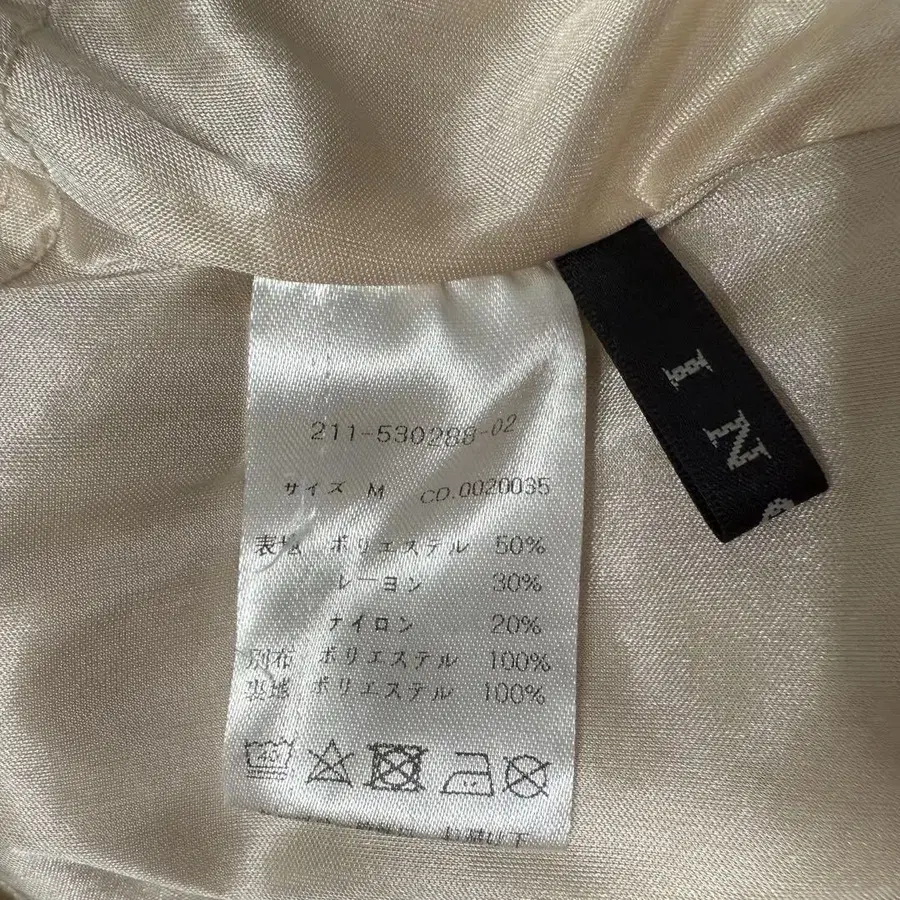 211-530288-02
サイズ M CD.0020035
表地 ポリエステル 50%
レーヨン 30%
ナイロン 20%
別布 ポリエステル 100%
裏地 ポリエステル 100%
I N